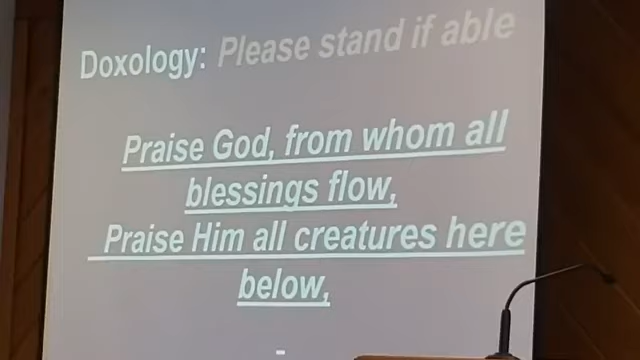 Doxology: Please stand if able
Praise God, from whom all
blessings flow,
Praise Him all creatures here
below,